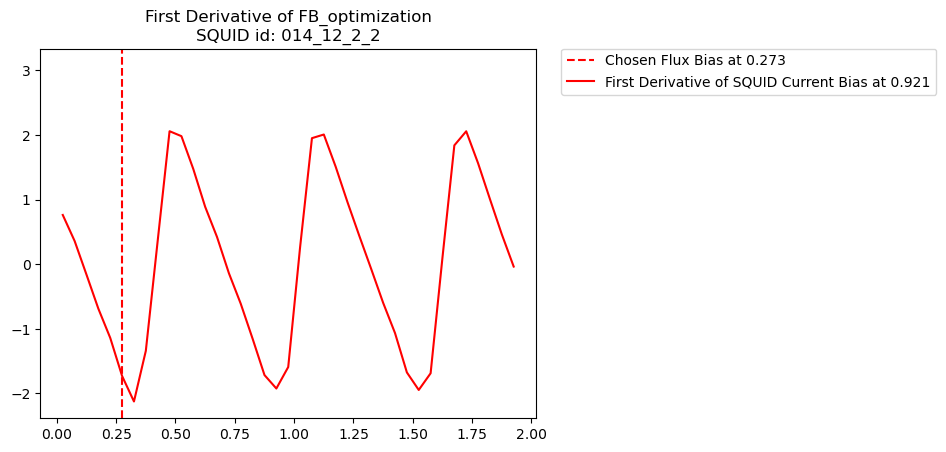 First Derivative of FB_optimization
SQUID id: 014_12_2_2
Chosen Flux Bias at 0.273
First Derivative of SQUID Current Bias at 0.921
3
2
1
0
−1
−2
0.00 0.25 0.50 0.75 1.00 1.25 1.50 1.75 2.00